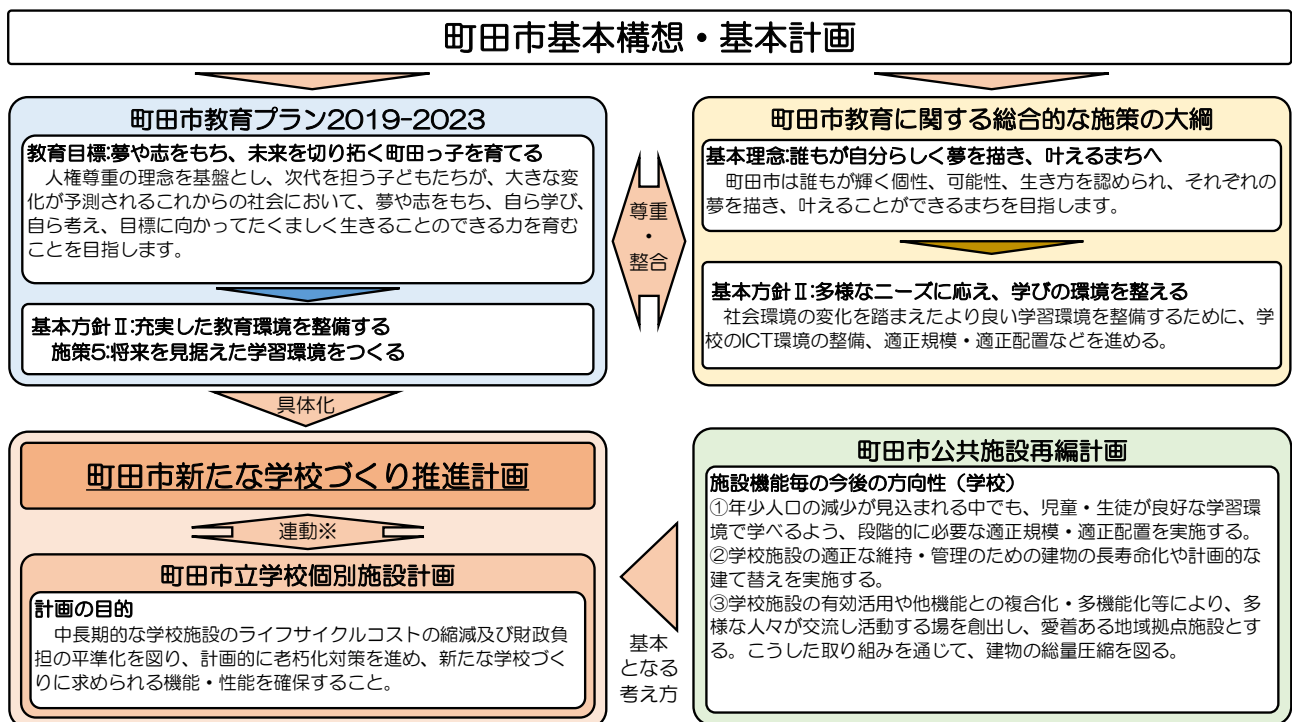 町田市基本構想・基本計画
町田市教育プラン2019-2023
教育目標:夢や志をもち、未来を切り拓く町田っ子を育てる
人権尊重の理念を基盤とし、次代を担う子どもたちが、大きな変
化が予測されるこれからの社会において、夢や志をもち、自ら学び、
自ら考え、目標に向かってたくましく生きることのできる力を育む
ことを目指します。
基本方針Ⅱ:充実した教育環境を整備する
施策5:将来を見据えた学習環境をつくる
尊重
・
整合
町田市教育に関する総合的な施策の大綱
基本理念:誰もが自分らしく夢を描き、叶えるまちへ
町田市は誰もが輝く個性、可能性、生き方を認められ、それぞれの
夢を描き、叶えることができるまちを目指します。
基本方針Ⅱ:多様なニーズに応え、学びの環境を整える
社会環境の変化を踏まえたより良い学習環境を整備するために、学
校のICT環境の整備、適正規模・適正配置などを進める。
具体化
町田市新たな学校づくり推進計画
連動※
町田市立学校個別施設計画
計画の目的
中長期的な学校施設のライフサイクルコストの縮減及び財政負
担の平準化を図り、計画的に老朽化対策を進め、新たな学校づく
りに求められる機能・性能を確保すること。
基本
となる
考え方
町田市公共施設再編計画
施設機能毎の今後の方向性（学校）
①年少人口の減少が見込まれる中でも、児童・生徒が良好な学習環
境で学べるよう、段階的に必要な適正規模・適正配置を実施する。
②学校施設の適正な維持・管理のための建物の長寿命化や計画的な
建て替えを実施する。
③学校施設の有効活用や他機能との複合化・多機能化等により、多
様な人々が交流し活動する場を創出し、愛着ある地域拠点施設とす
る。こうした取り組みを通じて、建物の総量圧縮を図る。